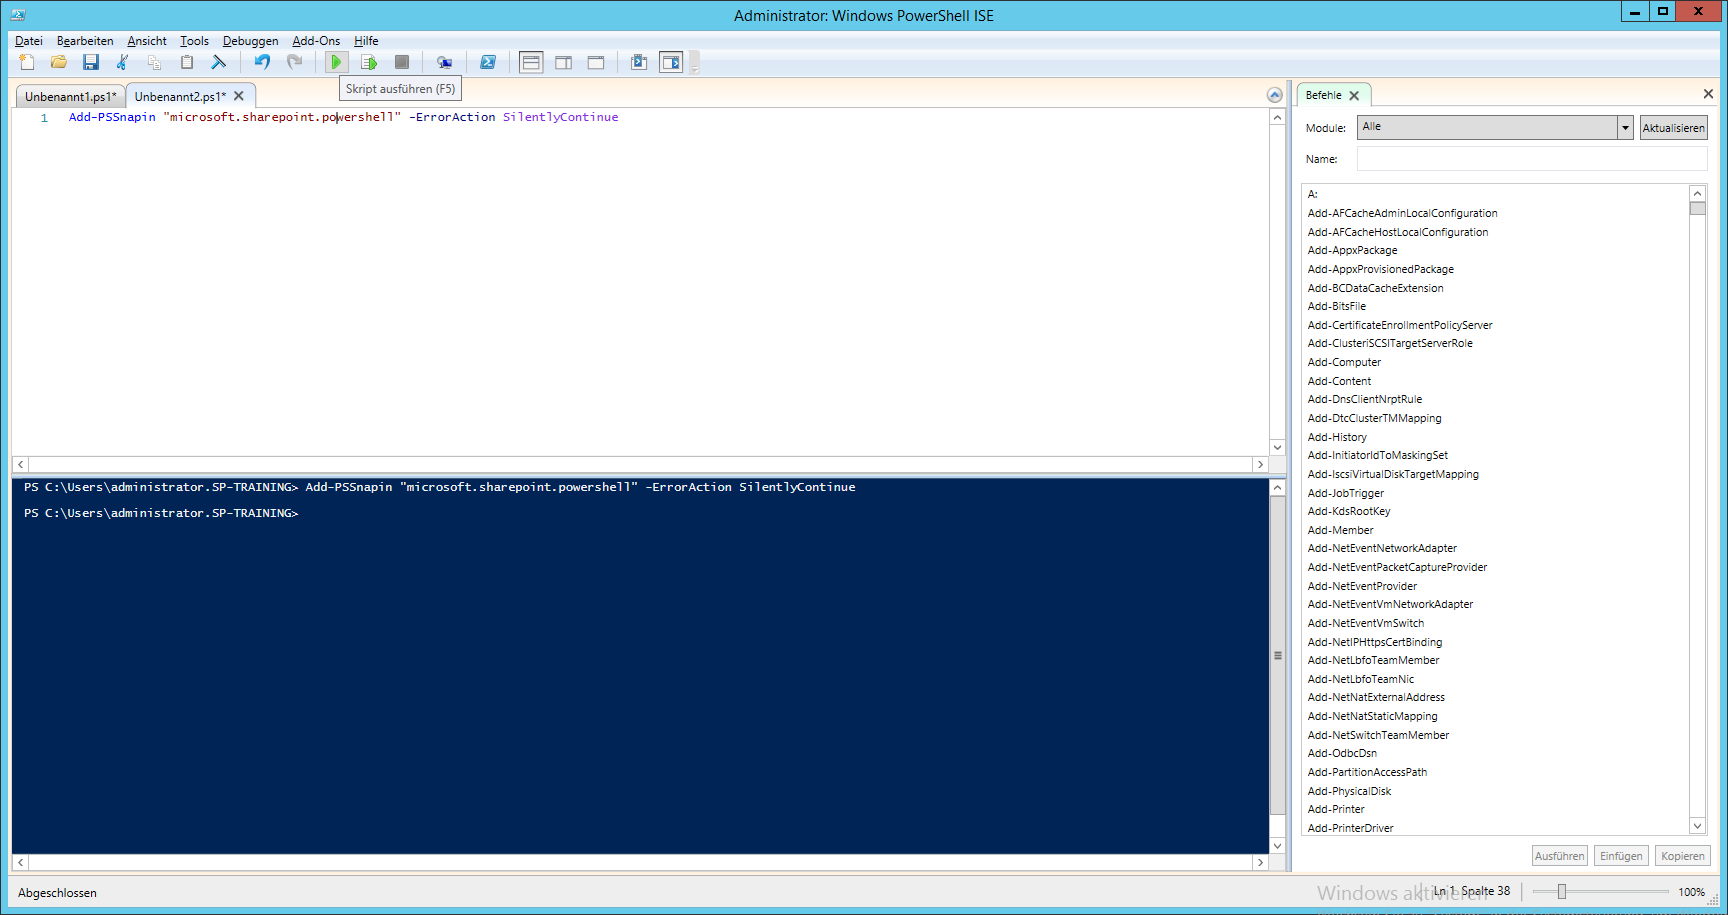 Administrator: Windows PowerShell ISE
Datei Bearbeiten Ansicht Tools Debuggen Add-Ons Hilfe
Skript ausführen (F5)
Unbenannt1.ps1* Unbenannt2.ps1*
1 Add-PSSnapin "microsoft.sharepoint.powershell" -ErrorAction SilentlyContinue
PS C:\Users\administrator.SP-TRAINING> Add-PSSnapin "microsoft.sharepoint.powershell" -ErrorAction SilentlyContinue
PS C:\Users\administrator.SP-TRAINING>
Befehle
Module: Alle Aktualisieren
Name:
A:
Add-AFCacheAdminLocalConfiguration
Add-AFCacheHostLocalConfiguration
Add-AppxPackage
Add-AppxProvisionedPackage
Add-BCDataCacheExtension
Add-BitsFile
Add-CertificateEnrollmentPolicyServer
Add-ClusteriSCSITargetServerRole
Add-Computer
Add-Content
Add-DnsClientNrptRule
Add-DtcClusterTMMapping
Add-History
Add-InitiatorIdToMaskingSet
Add-IscsiVirtualDiskTargetMapping
Add-JobTrigger
Add-KdsRootKey
Add-Member
Add-NetEventNetworkAdapter
Add-NetEventPacketCaptureProvider
Add-NetEventProvider
Add-NetEventVmNetworkAdapter
Add-NetEventVmSwitch
Add-NetIPHttpsCertBinding
Add-NetLbfoTeamMember
Add-NetLbfoTeamNic
Add-NetNatExternalAddress
Add-NetNatStaticMapping
Add-NetSwitchTeamMember
Add-OdbcDsn
Add-PartitionAccessPath
Add-PhysicalDisk
Add-Printer
Add-PrinterDriver
Ausführen Einfügen Kopieren
Abgeschlossen
Windows aktivieren
Ln 1 Spalte 38
100%